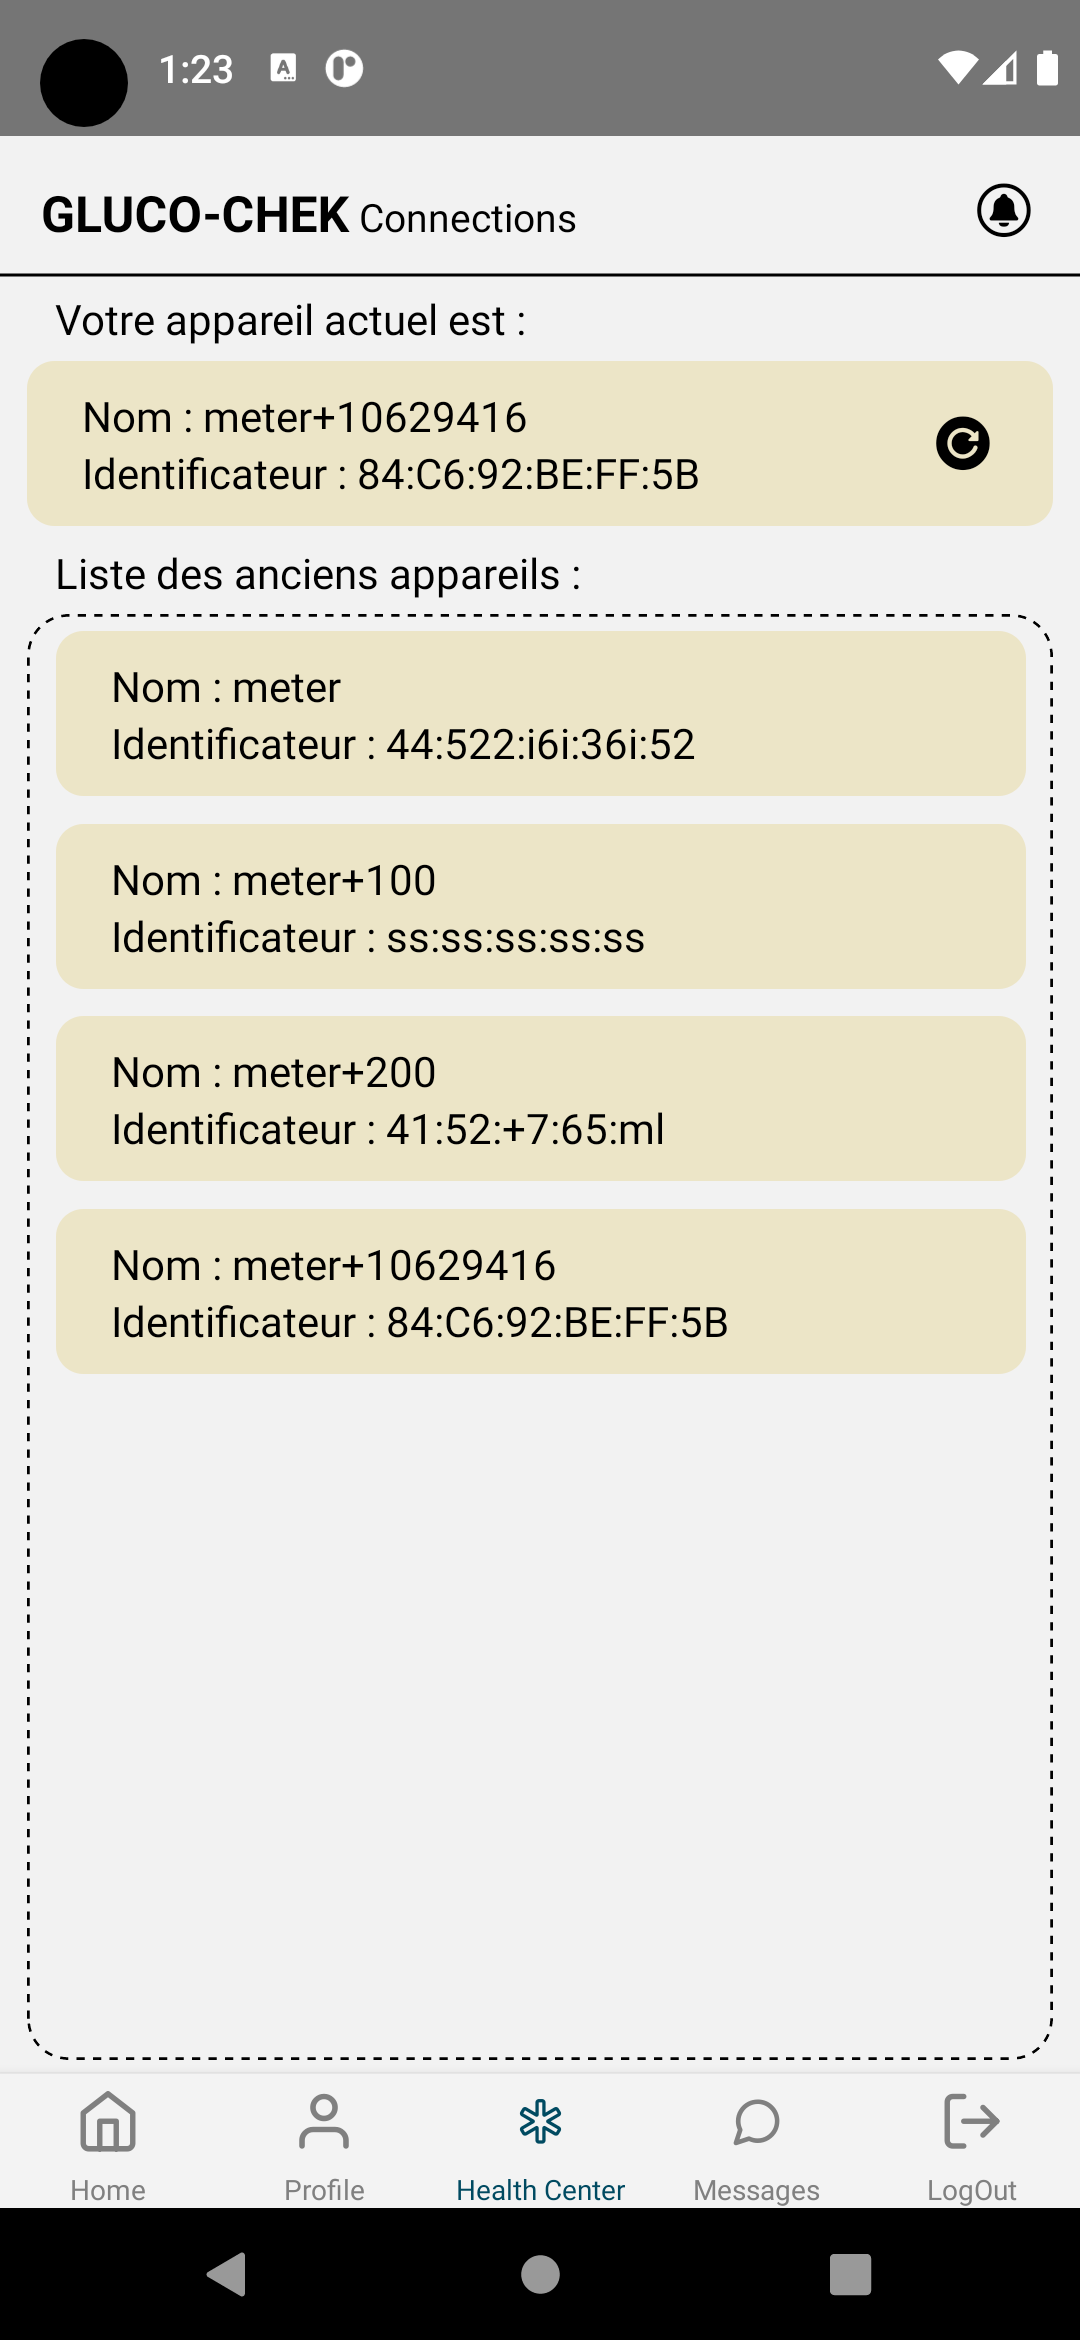 1:23
GLUCO-CHEK Connections
Votre appareil actuel est :
Nom : meter+10629416
Identificateur : 84:C6:92:BE:FF:5B
Liste des anciens appareils :
Nom : meter
Identificateur : 44:522:i6i:36i:52
Nom : meter+100
Identificateur : ss:ss:ss:ss:ss
Nom : meter+200
Identificateur : 41:52:+7:65:ml
Nom : meter+10629416
Identificateur : 84:C6:92:BE:FF:5B
Home Profile Health Center Messages LogOut